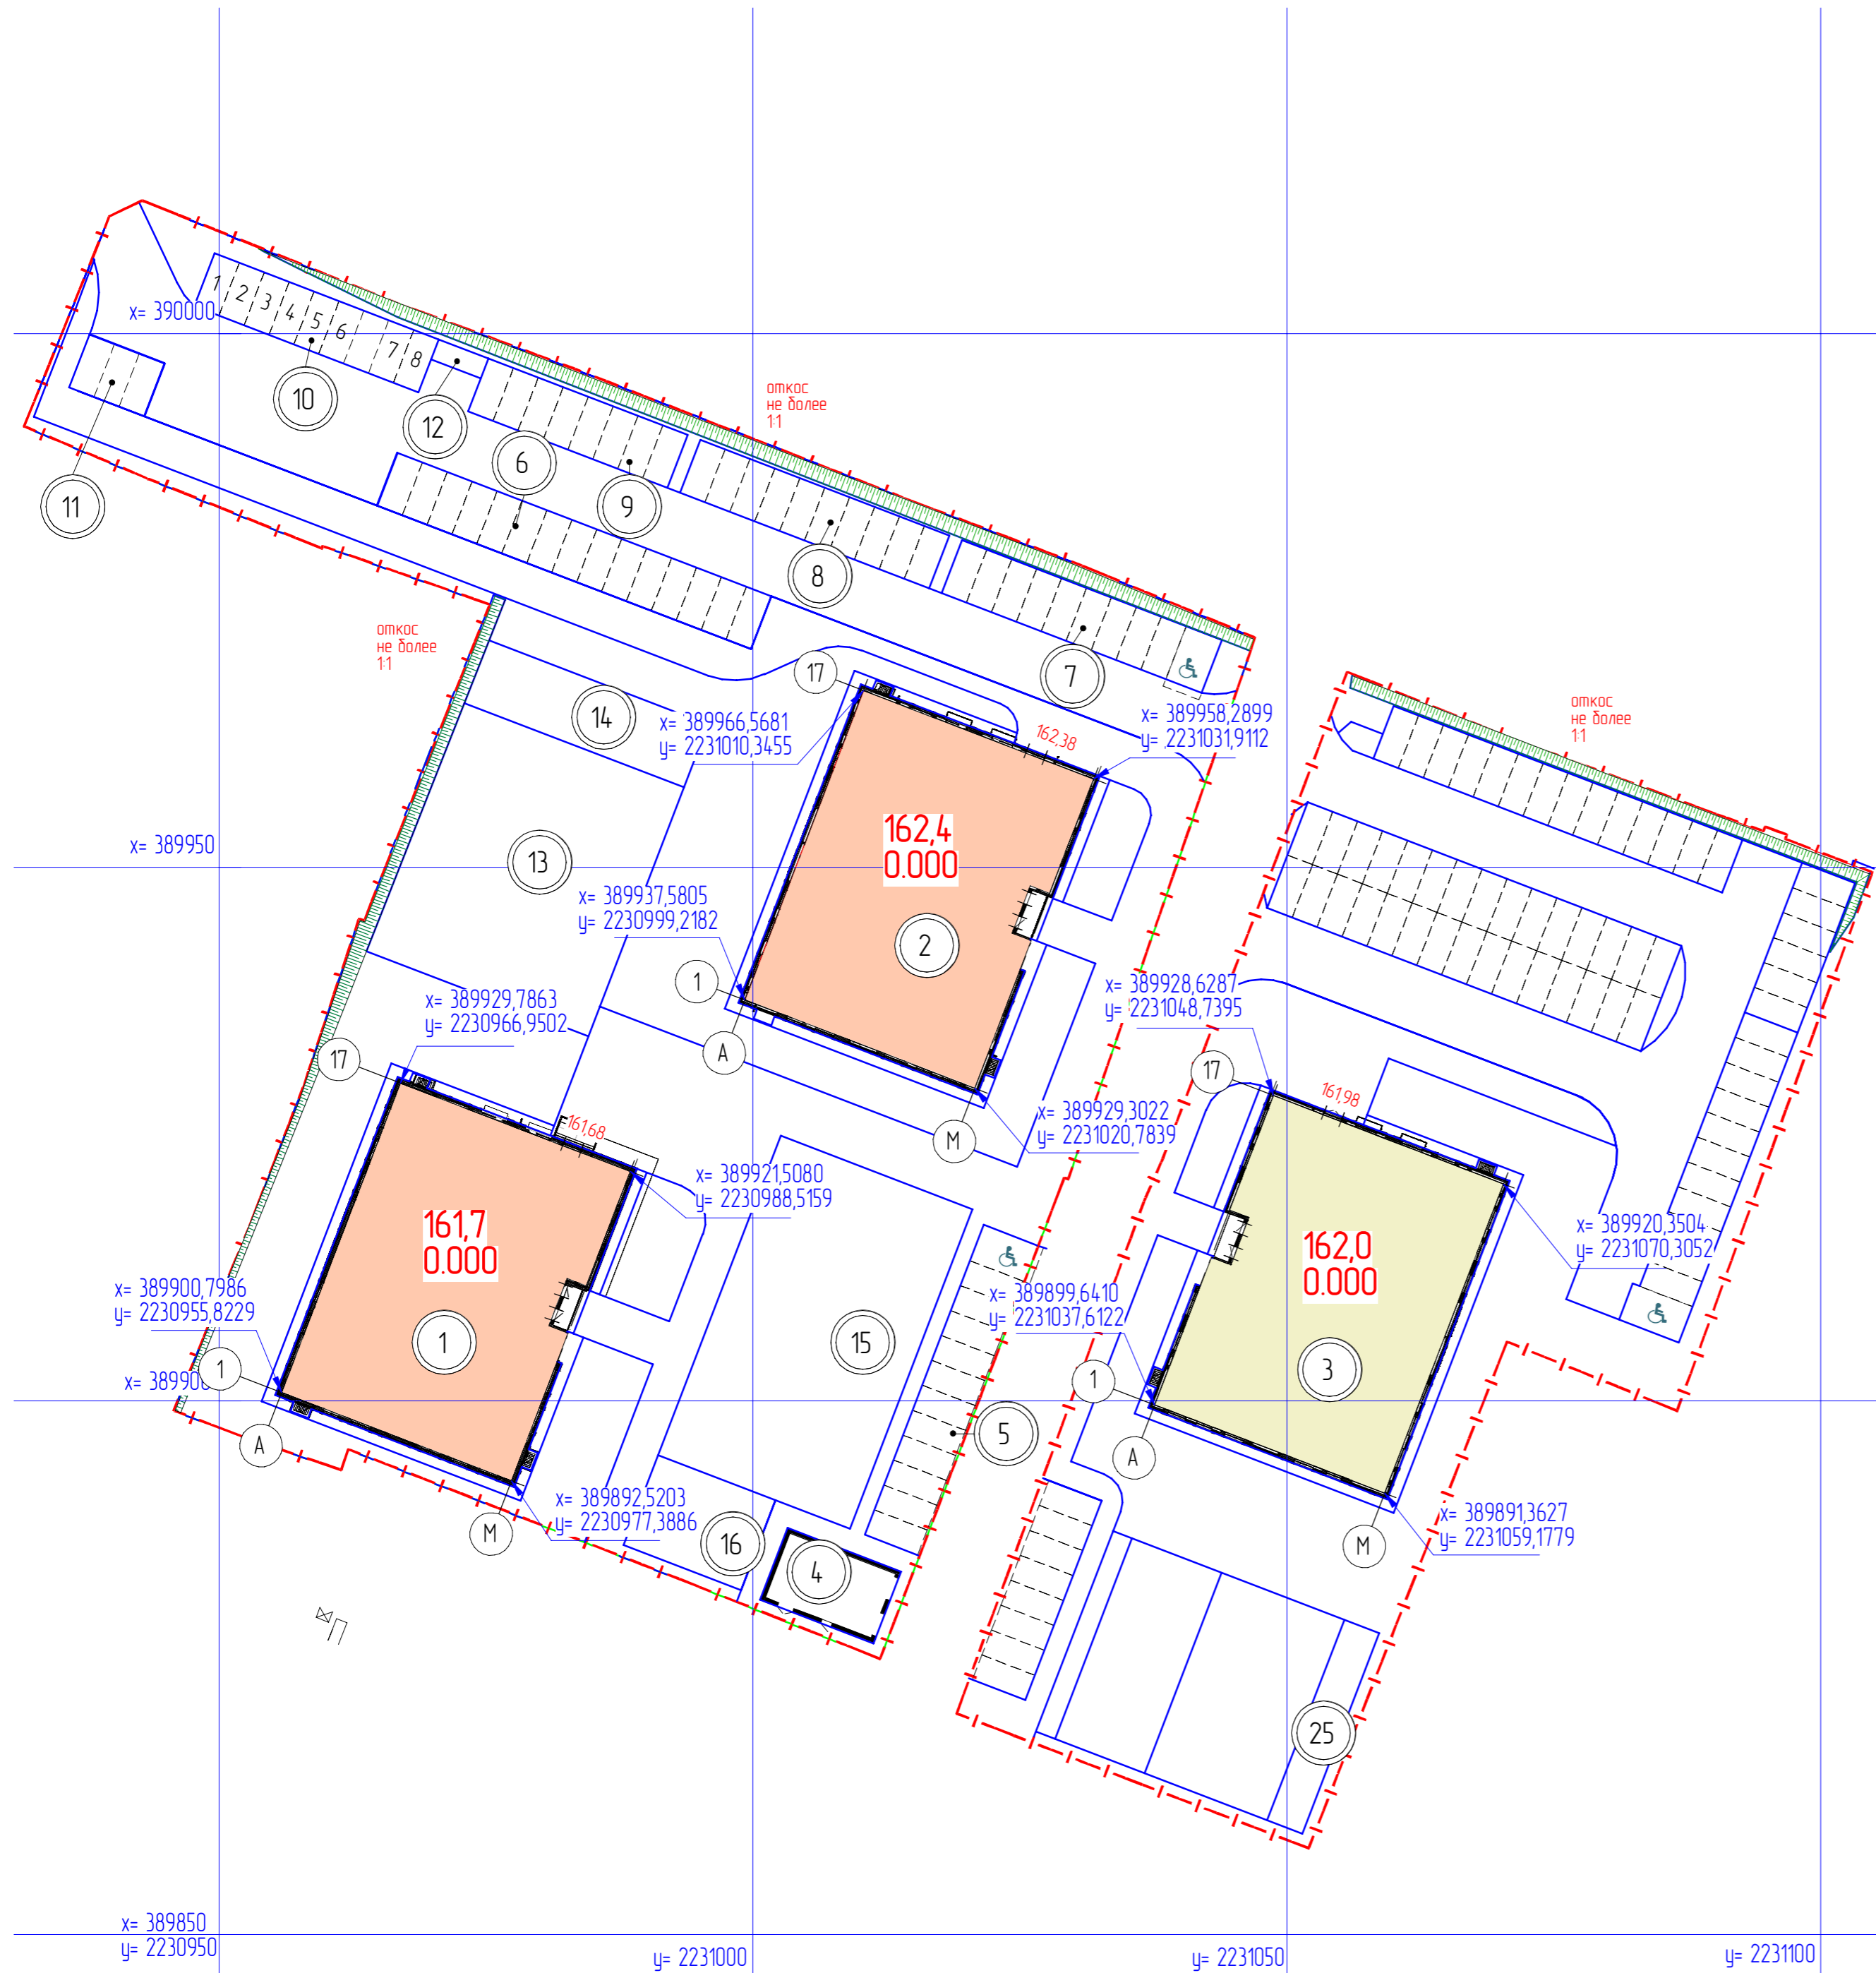 1
2
3
4
5
6
7
8
x= 390000
10
12
6
9
11
откос
не более
1:1
8
7
откос
не более
1:1
17
14
x= 389966,5681
y= 2231010,3455
162,38
x= 389958,2899
y= 2231031,9112
откос
не более
1:1
162,4
0.000
x= 389950
13
x= 389937,5805
y= 2230999,2182
2
1
x= 389929,7863
y= 2230966,9502
x= 389928,6287
y= 2231048,7395
17
А
17
161,98
x= 389929,3022
y= 2231020,7839
М
161,68
x= 389921,5080
y= 2230988,5159
161,7
0.000
162,0
0.000
x= 389920,3504
y= 2231070,3052
x= 389900,7986
y= 2230955,8229
x= 389899,6410
y= 2231037,6122
1
15
3
1
x= 38990
1
А
5
А
x= 389892,5203
y= 2230977,3886
x= 389891,3627
y= 2231059,1779
М
16
4
М
25
x= 389850
y= 2230950
y= 2231000
y= 2231050
y= 2231100